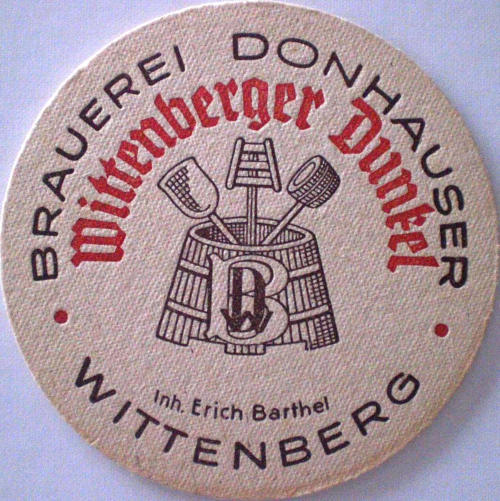 BRAUEREI DONHAUSER
Wittenberger Dunkel
Inh. Erich Barthel
WITTENBERG